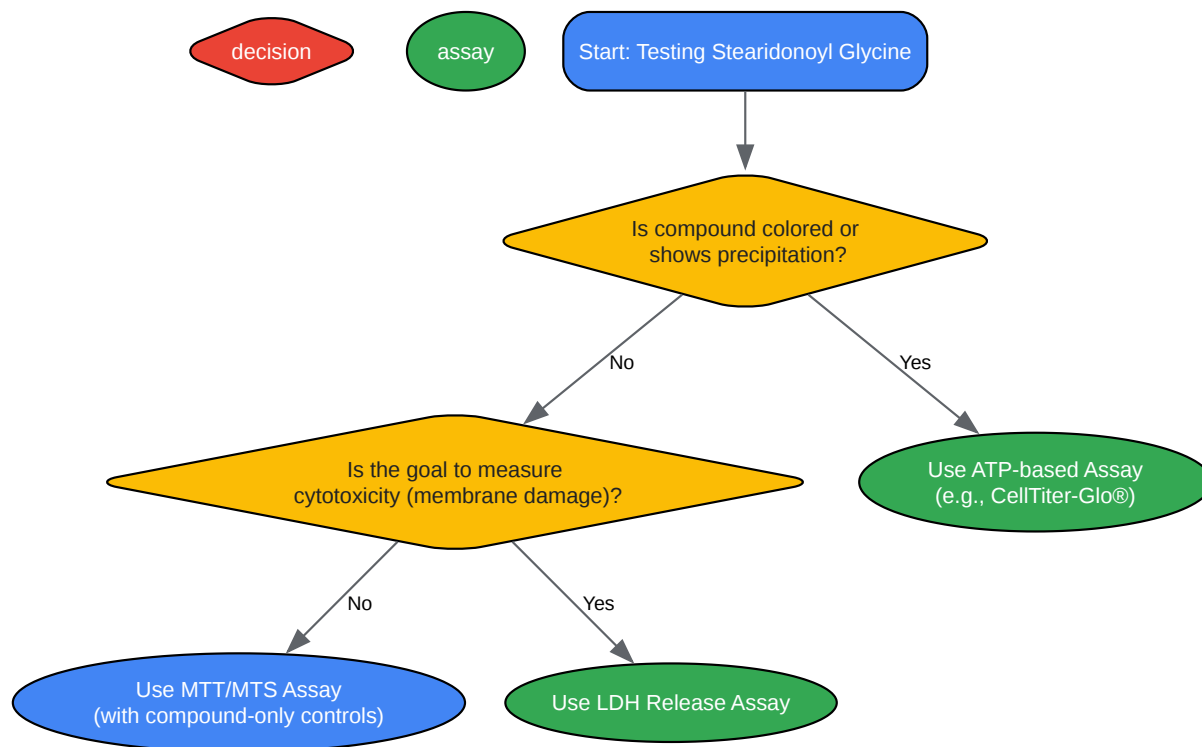 decision
assay
Start: Testing Stearidonoyl Glycine
Is compound colored or
shows precipitation?
No
Yes
Is the goal to measure
cytotoxicity (membrane damage)?
Use ATP-based Assay
(e.g., CellTiter-Glo®)
No
Yes
Use MTT/MTS Assay
(with compound-only controls)
Use LDH Release Assay